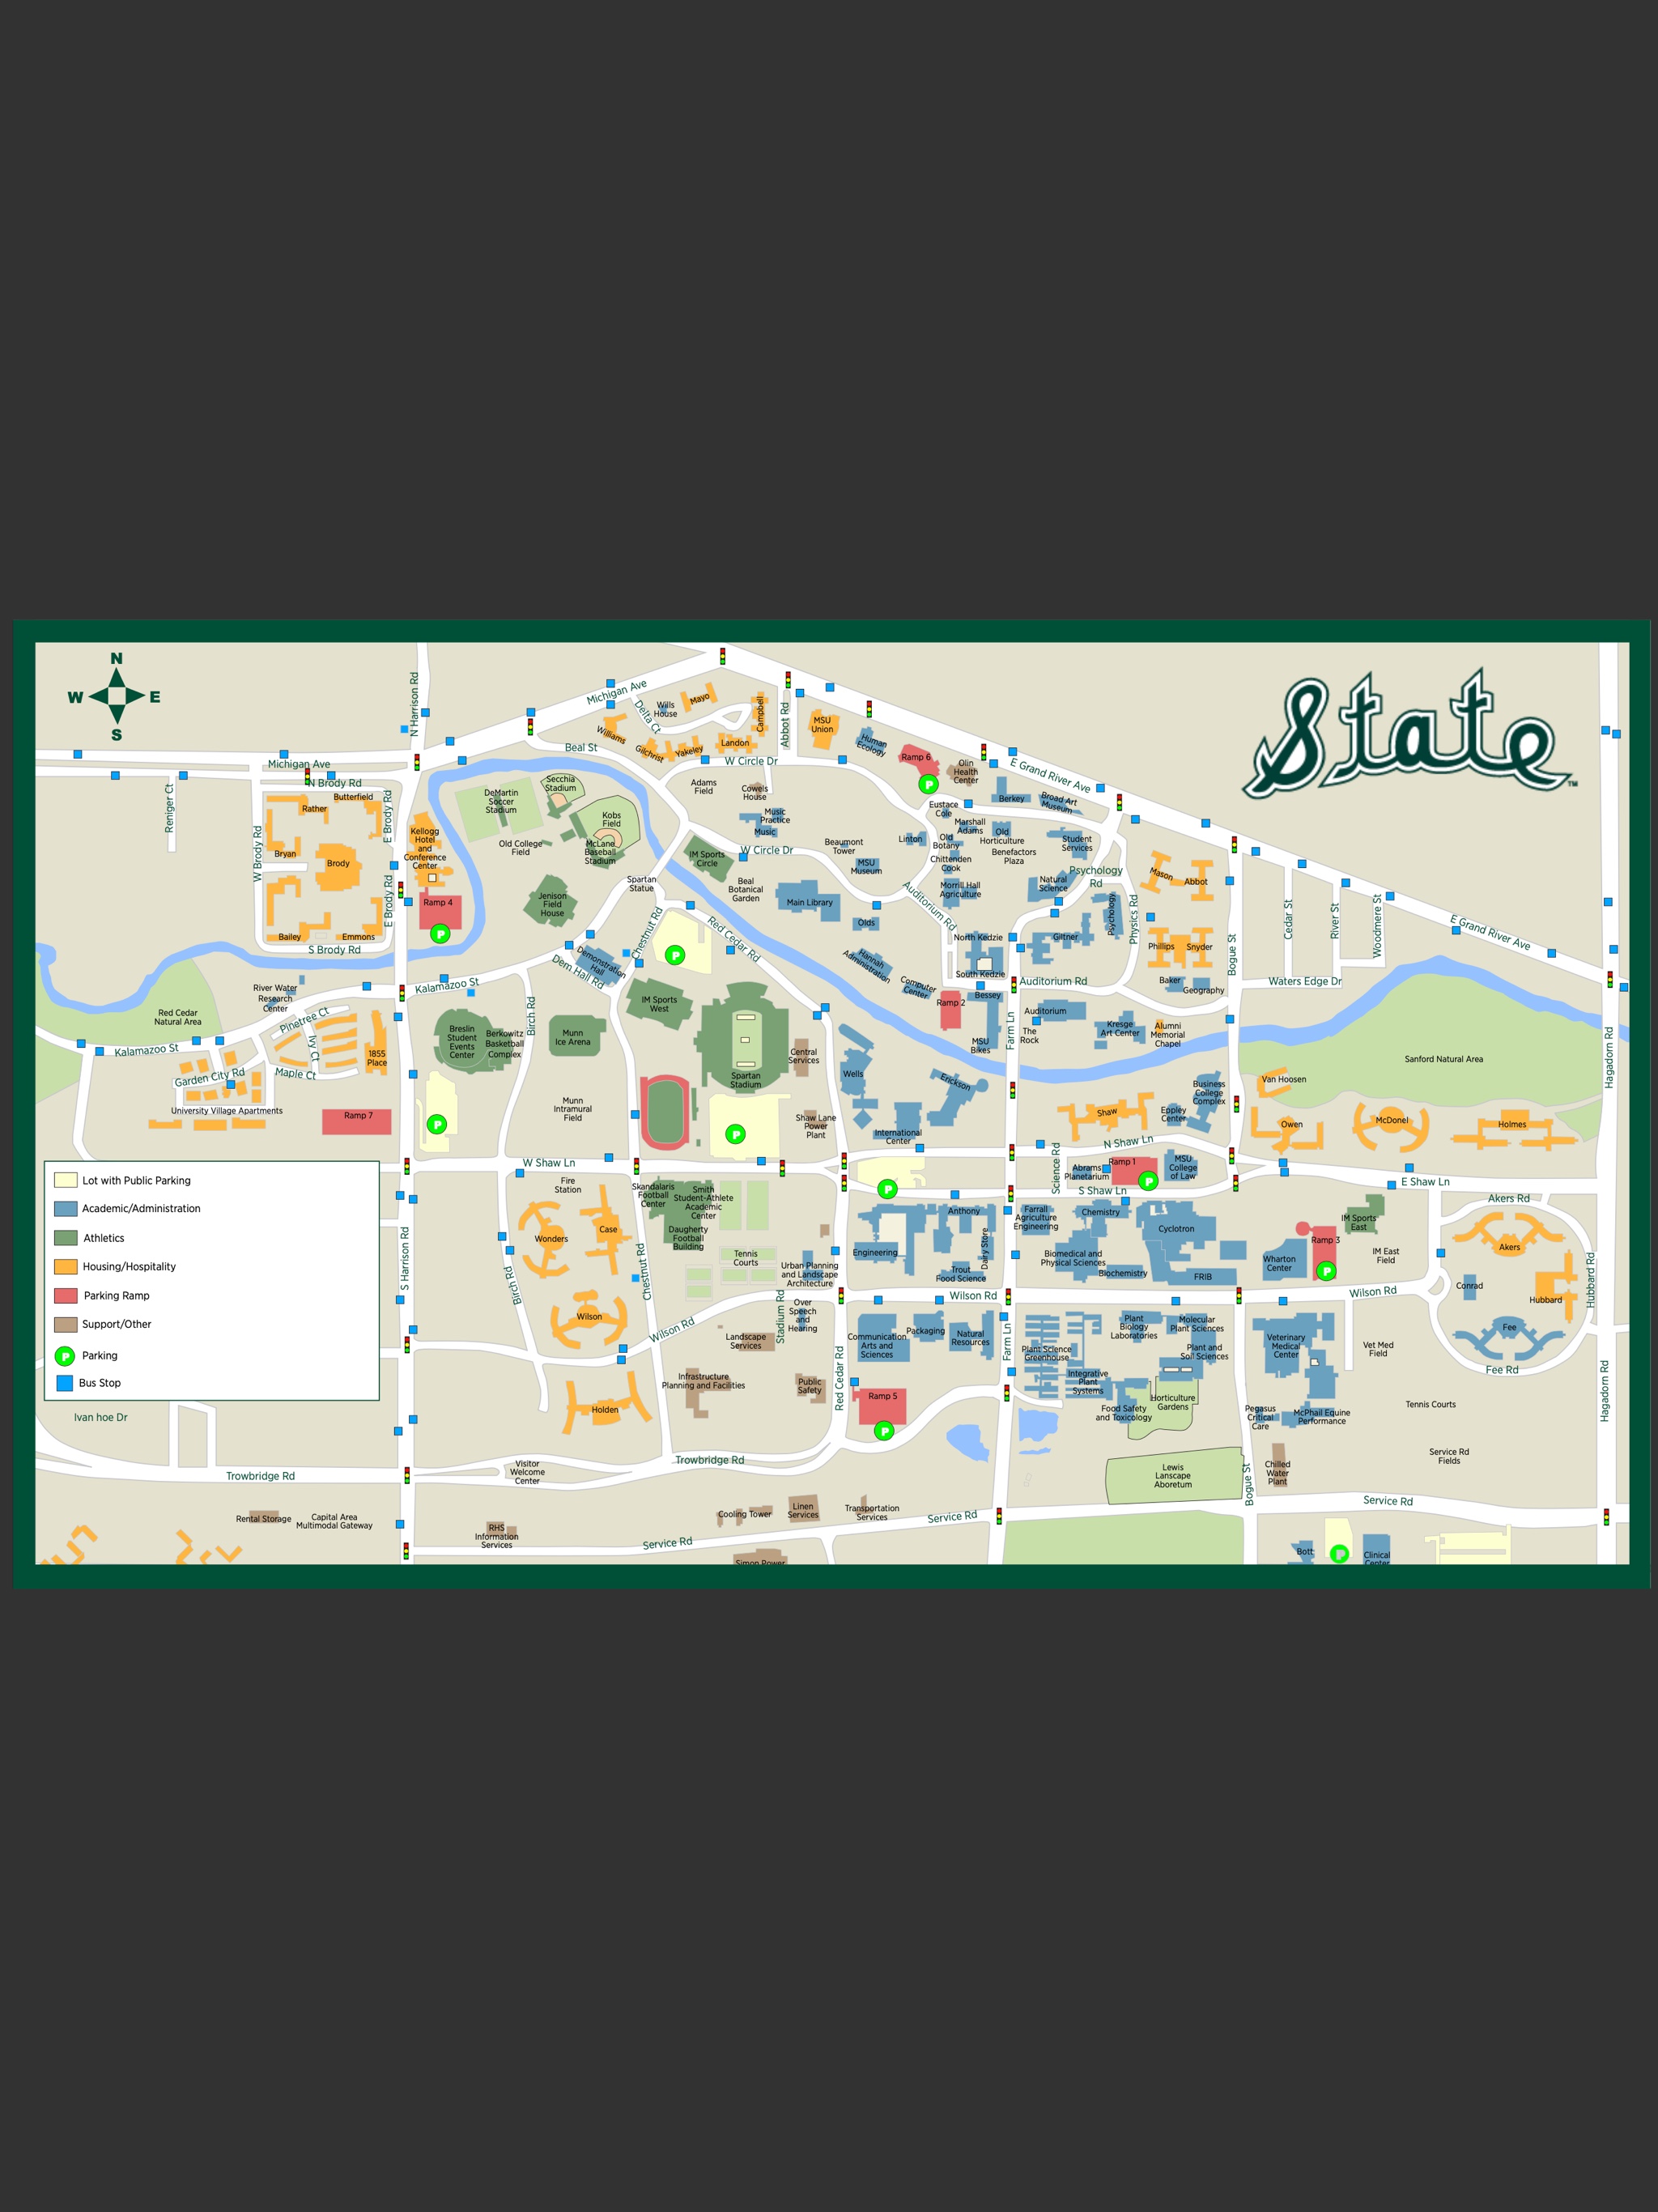 N
W E
S
State
TM
N Harrison Rd
Michigan Ave
Delta Ct
Wills
House
Mayo
Campbell
Abbot Rd
MSU
Union
Human
Ecology
Williams
Gilchrist
Yakeley
Landon
Beal St
W Circle Dr
Ramp 6
P
Olin
Health
Center
E Grand River Ave
Michigan Ave
N Brody Rd
Reniger Ct
Rather
Butterfield
E Brody Rd
W Brody Rd
Bryan
Brody
Bailey
Emmons
E Brody Rd
S Brody Rd
Kellogg
Hotel
and
Conference
Center
Ramp 4
P
DeMartin
Soccer
Stadium
Secchia
Stadium
Kobs
Field
Old College
Field
McLane
Baseball
Stadium
Adams
Field
Cowels
House
Music
Practice
Music
W Circle Dr
IM Sports
Circle
Beaumont
Tower
MSU
Museum
Linton
Eustace
Cole
Marshall
Adams
Old
Botany
Old
Horticulture
Benefactors
Plaza
Chittenden
Cook
Morrill Hall
Agriculture
Berkey
Broad Art
Museum
Student
Services
Psychology
Rd
Natural
Science
Mason
Abbot
Spartan
Statue
Beal
Botanical
Garden
Main Library
Olds
Auditorium Rd
Jenison
Field
House
Chestnut Rd
P
Red Cedar Rd
Demonstration
Hall
Dem Hall Rd
Hannah
Administration
Computer
Center
North Kedzie
South Kedzie
Giltner
Psychology
Physics Rd
Phillips
Snyder
Bogue St
Cedar St
River St
Woodmere St
E Grand River Ave
Waters Edge Dr
Baker
Geography
Auditorium Rd
Ramp 2
Bessey
MSU
Bikes
Farm Ln
Auditorium
The
Rock
Kresge
Art Center
Alumni
Memorial
Chapel
Sanford Natural Area
Hagadorn Rd
Kalamazoo St
River Water
Research
Center
Red Cedar
Natural Area
Pinetree Ct
Ivy Ct
Maple Ct
1855
Place
Kalamazoo St
Garden City Rd
University Village Apartments
Ramp 7
Breslin
Student
Events
Center
Berkowitz
Basketball
Complex
Birch Rd
Munn
Ice Arena
IM Sports
West
Spartan
Stadium
Central
Services
Munn
Intramural
Field
P
P
Shaw Lane
Power
Plant
Wells
Erickson
International
Center
Shaw
Eppley
Center
Business
College
Complex
Van Hoosen
Owen
McDonel
Holmes
N Shaw Ln
W Shaw Ln
P
Science Rd
Abrams
Planetarium
Ramp 1
P
MSU
College
of Law
S Shaw Ln
E Shaw Ln
Akers Rd
Lot with Public Parking
Academic/Administration
Athletics
Housing/Hospitality
Parking Ramp
Support/Other
P Parking
Bus Stop
Fire
Station
Wonders
Case
Skandalaris
Football
Center
Smith
Student-Athlete
Academic
Center
Daugherty
Football
Building
Tennis
Courts
Urban Planning
and Landscape
Architecture
Engineering
Anthony
Dairy Store
Trout
Food Science
Farrall
Agriculture
Engineering
Chemistry
Cyclotron
Biomedical and
Physical Sciences
Biochemistry
FRIB
Wharton
Center
Ramp 3
P
IM Sports
East
IM East
Field
Akers
Conrad
Hubbard
Hubbard Rd
Fee
Fee Rd
S Harrison Rd
Birch Rd
Chestnut Rd
Wilson
Wilson Rd
Stadium Rd
Over
Speech
and
Hearing
Landscape
Services
Wilson Rd
Wilson Rd
Red Cedar Rd
Communication
Arts and
Sciences
Packaging
Natural
Resources
Farm Ln
Plant Science
Greenhouse
Plant
Biology
Laboratories
Molecular
Plant Sciences
Plant and
Soil Sciences
Integrative
Plant
Systems
Horticulture
Gardens
Food Safety
and Toxicology
Veterinary
Medical
Center
Vet Med
Field
Pegasus
Critical
Care
McPhail Equine
Performance
Tennis Courts
Hagadorn Rd
Holden
Infrastructure
Planning and Facilities
Public
Safety
Ramp 5
P
Ivan hoe Dr
Trowbridge Rd
Visitor
Welcome
Center
Trowbridge Rd
Lewis
Lanscape
Aboretum
Bogue St
Chilled
Water
Plant
Service Rd
Fields
Service Rd
Rental Storage
Capital Area
Multimodal Gateway
RHS
Information
Services
Cooling Tower
Linen
Services
Transportation
Services
Service Rd
Service Rd
Simon Power
Bott
P
Clinical
Center